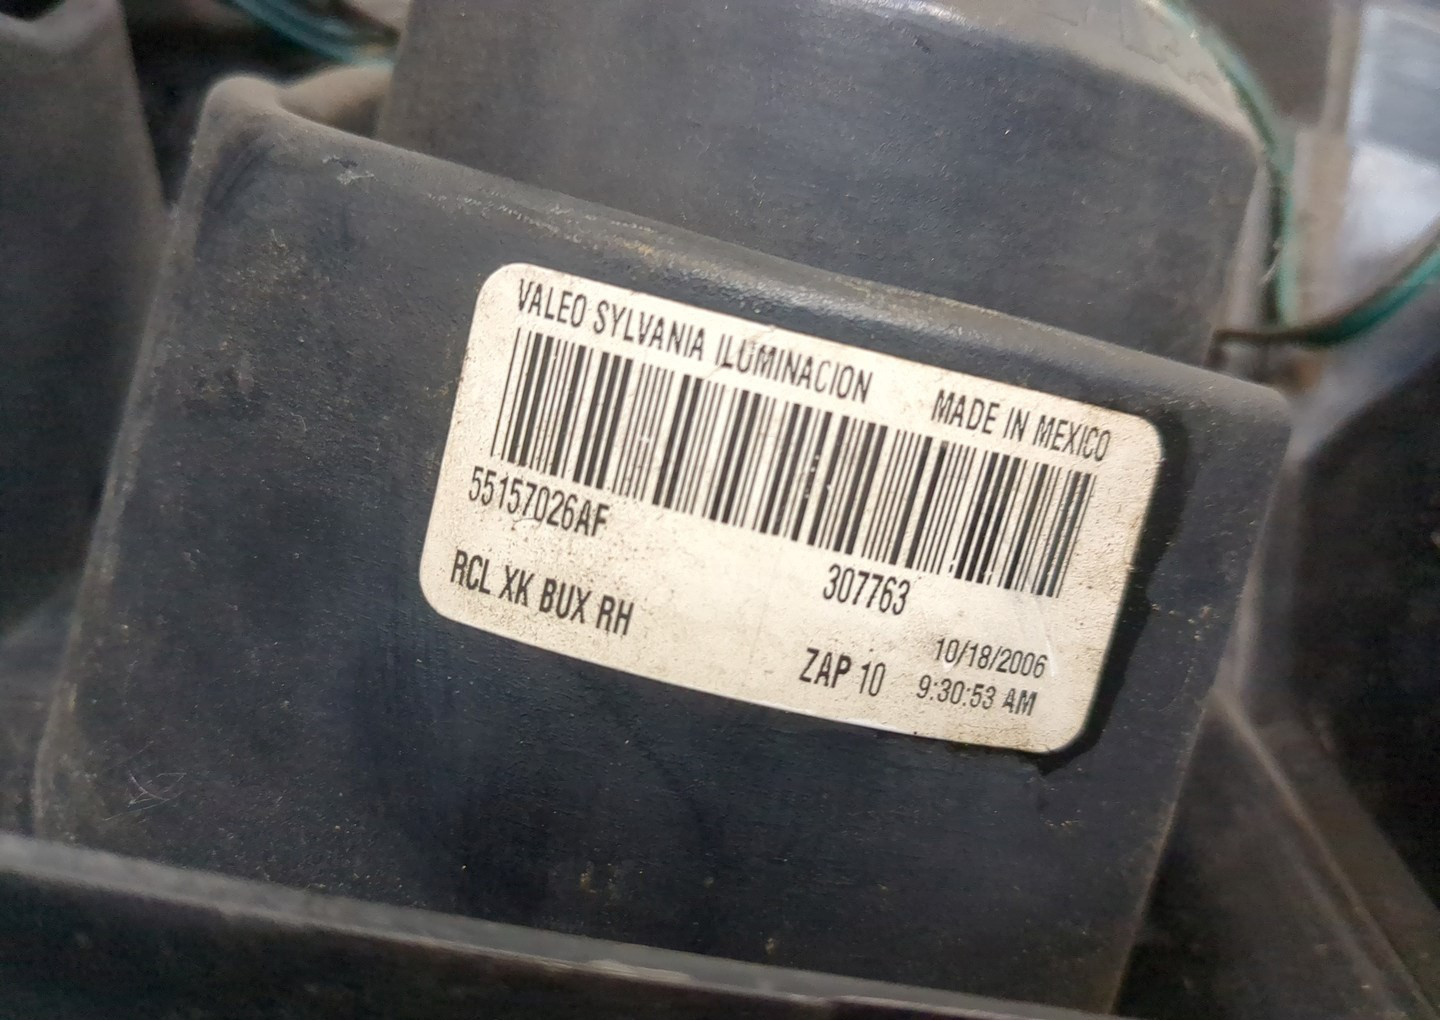 VALEO SYLVANIA ILUMINACION MADE IN MEXICO
55157026AF
307763
RCL XK BUX RH
ZAP 10
10/18/2006
9:30:53 AM